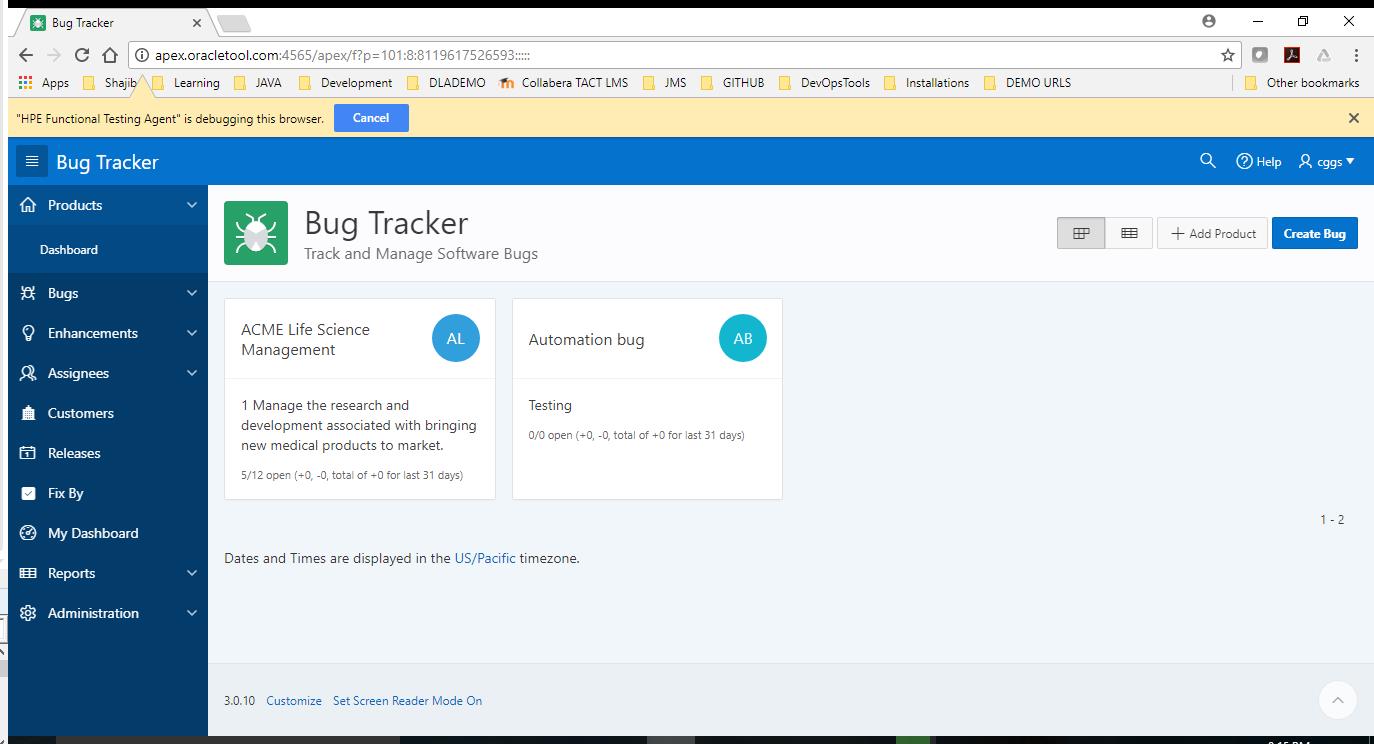 Bug Tracker
apex.oracletool.com:4565/apex/f?p=101:8:8119617526593:::::
Apps Shajib Learning JAVA Development DLADEMO Collabera TACT LMS JMS GITHUB DevOpsTools Installations DEMO URLS Other bookmarks
"HPE Functional Testing Agent" is debugging this browser. Cancel
Bug Tracker Help cggs
Products
Dashboard
Bugs
Enhancements
Assignees
Customers
Releases
Fix By
My Dashboard
Reports
Administration
Bug Tracker
Track and Manage Software Bugs
Add Product Create Bug
ACME Life Science
Management
AL
1 Manage the research and
development associated with bringing
new medical products to market.
5/12 open (+0, -0, total of +0 for last 31 days)
Automation bug
AB
Testing
0/0 open (+0, -0, total of +0 for last 31 days)
1 - 2
Dates and Times are displayed in the US/Pacific timezone.
3.0.10 Customize Set Screen Reader Mode On